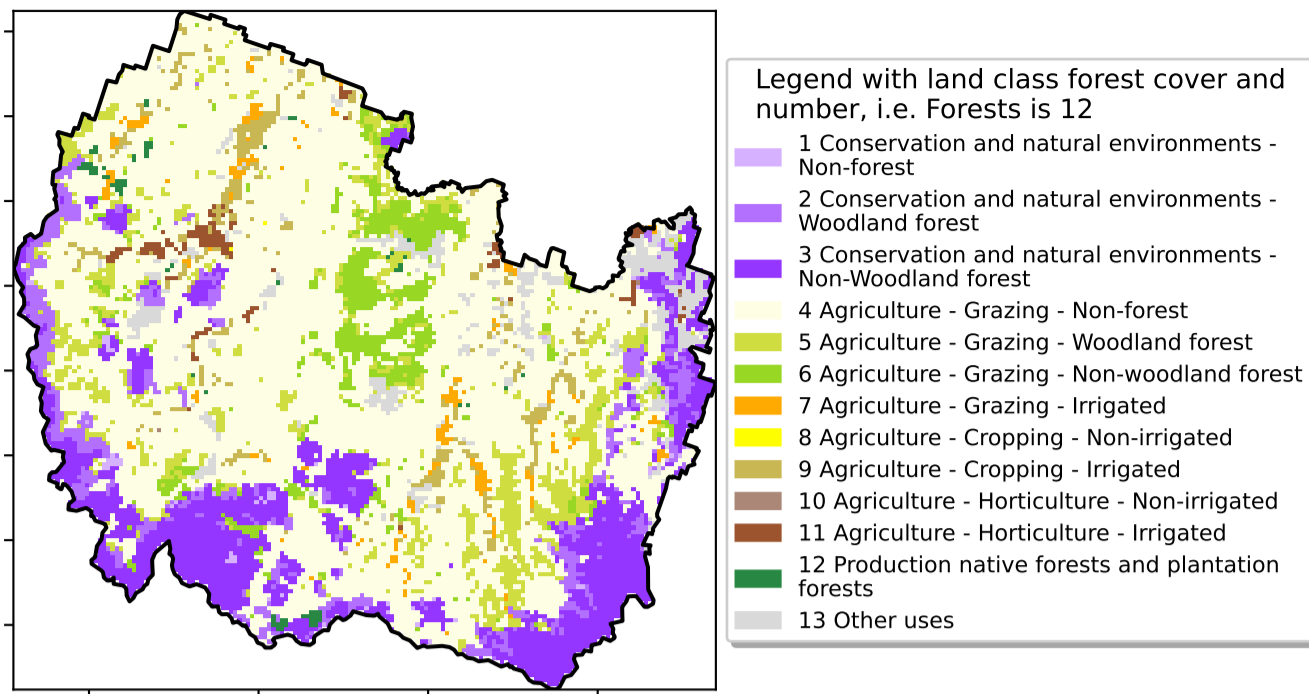 Legend with land class forest cover and
number, i.e. Forests is 12
1 Conservation and natural environments -
Non-forest
2 Conservation and natural environments -
Woodland forest
3 Conservation and natural environments -
Non-Woodland forest
4 Agriculture - Grazing - Non-forest
5 Agriculture - Grazing - Woodland forest
6 Agriculture - Grazing - Non-woodland forest
7 Agriculture - Grazing - Irrigated
8 Agriculture - Cropping - Non-irrigated
9 Agriculture - Cropping - Irrigated
10 Agriculture - Horticulture - Non-irrigated
11 Agriculture - Horticulture - Irrigated
12 Production native forests and plantation
forests
13 Other uses